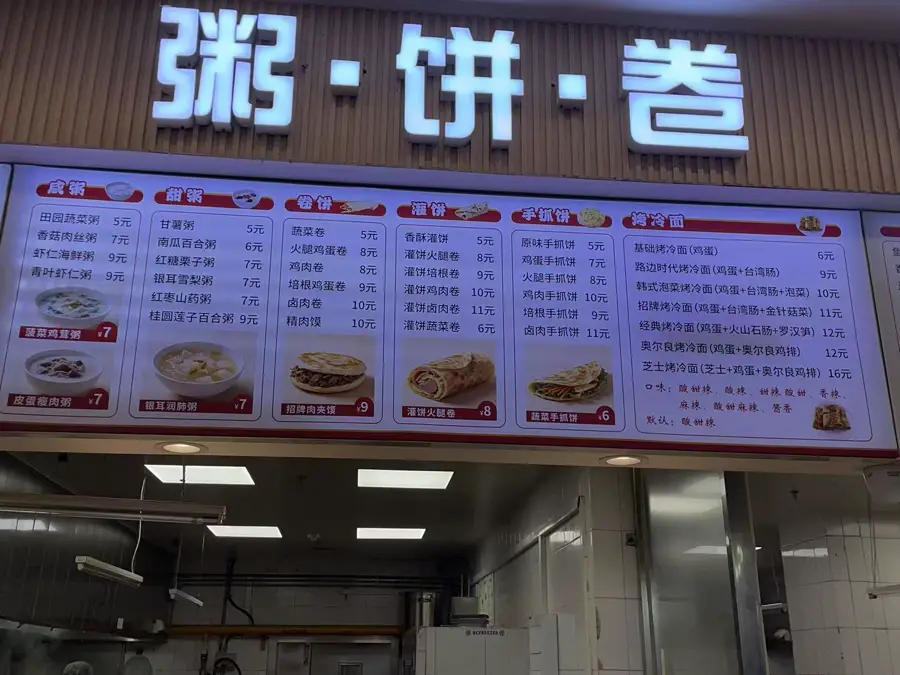 粥·饼·卷
咸粥
田园蔬菜粥 5元
香菇肉丝粥 7元
虾仁海鲜粥 9元
青叶虾仁粥 9元
蔬菜鸡茸粥 ¥7
皮蛋瘦肉粥 ¥7
甜粥
甘薯粥 5元
南瓜百合粥 6元
红糖栗子粥 7元
银耳雪梨粥 7元
红枣山药粥 7元
桂圆莲子百合粥 9元
银耳润肺粥 ¥7
卷饼
蔬菜卷 5元
火腿鸡蛋卷 8元
鸡肉卷 8元
培根鸡蛋卷 9元
卤肉卷 10元
精肉馍 10元
招牌肉夹馍 ¥9
灌饼
香酥灌饼 5元
灌饼火腿卷 8元
灌饼培根卷 9元
灌饼鸡肉卷 10元
灌饼卤肉卷 11元
灌饼蔬菜卷 6元
灌饼火腿卷 ¥8
手抓饼
原味手抓饼 5元
鸡蛋手抓饼 7元
火腿手抓饼 8元
鸡肉手抓饼 10元
培根手抓饼 9元
卤肉手抓饼 11元
蔬菜手抓饼 ¥6
烤冷面
基础烤冷面(鸡蛋) 6元
路边时代烤冷面(鸡蛋+台湾肠) 9元
韩式泡菜烤冷面(鸡蛋+台湾肠+泡菜) 10元
招牌烤冷面(鸡蛋+台湾肠+金针菇菜) 11元
经典烤冷面(鸡蛋+火山石肠+罗汉笋) 12元
奥尔良烤冷面(鸡蛋+奥尔良鸡排) 12元
芝士烤冷面(芝士+鸡蛋+奥尔良鸡排) 16元
口味：酸甜辣、酸辣、甜辣酸甜、香辣、
麻辣、酸甜麻辣、酱香
默认：酸甜辣